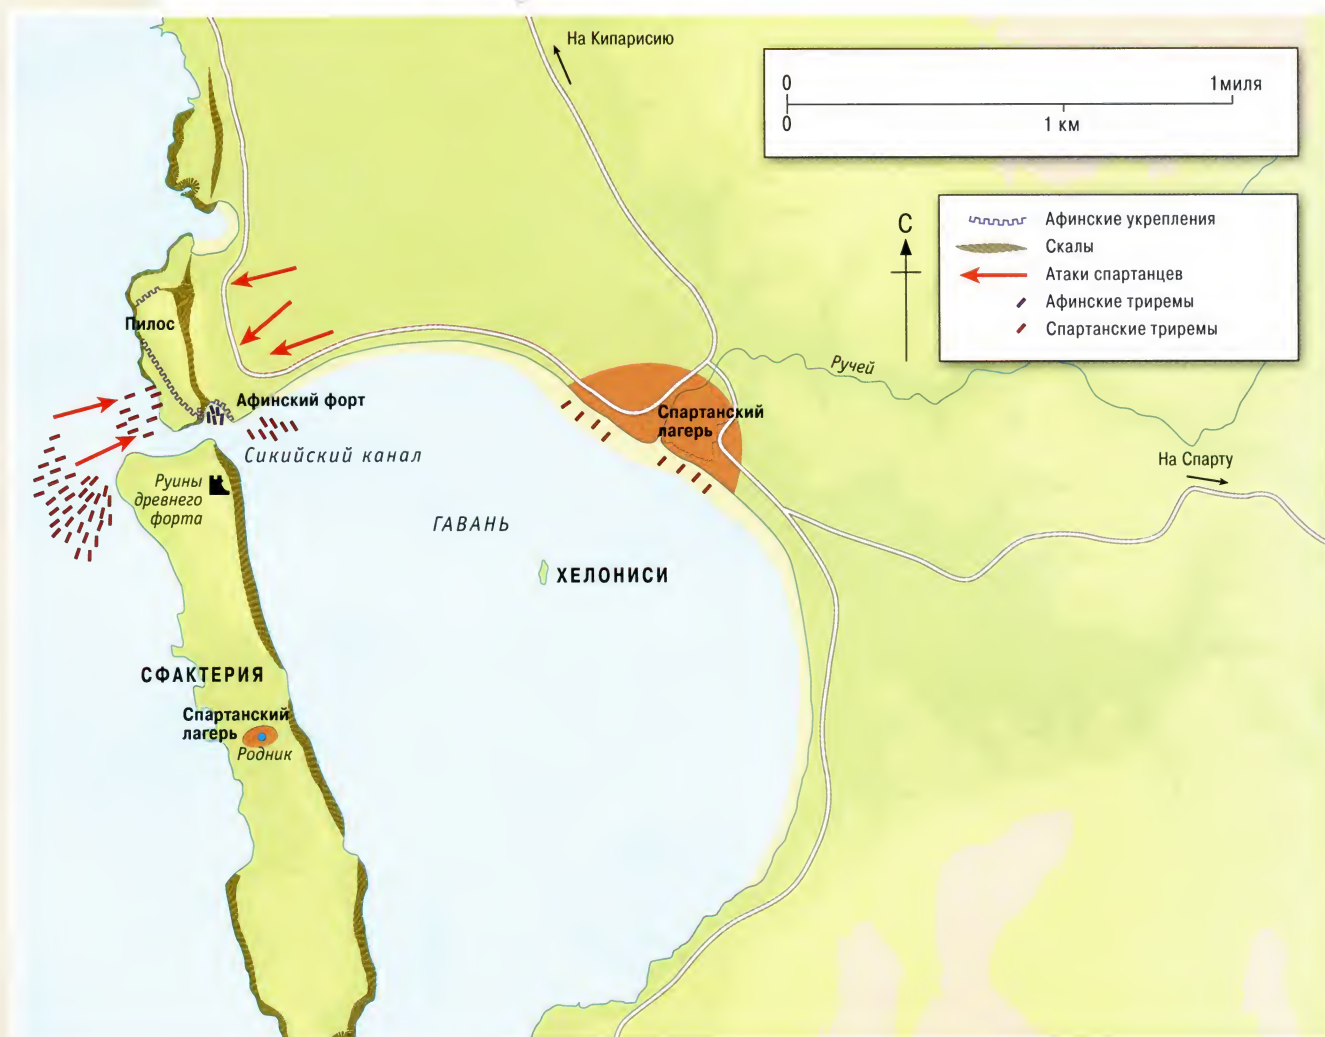 На Кипарисию
0
1 миля
0
1 км
С
Афинские укрепления
Скалы
Атаки спартанцев
Афинские триремы
Спартанские триремы
Пилос
Ручей
Афинский форт
Спартанский
лагерь
Сикийский канал
На Спарту
Руины
древнего
форта
ГАВАНЬ
ХЕЛОНИСИ
СФАКТЕРИЯ
Спартанский
лагерь
Родник